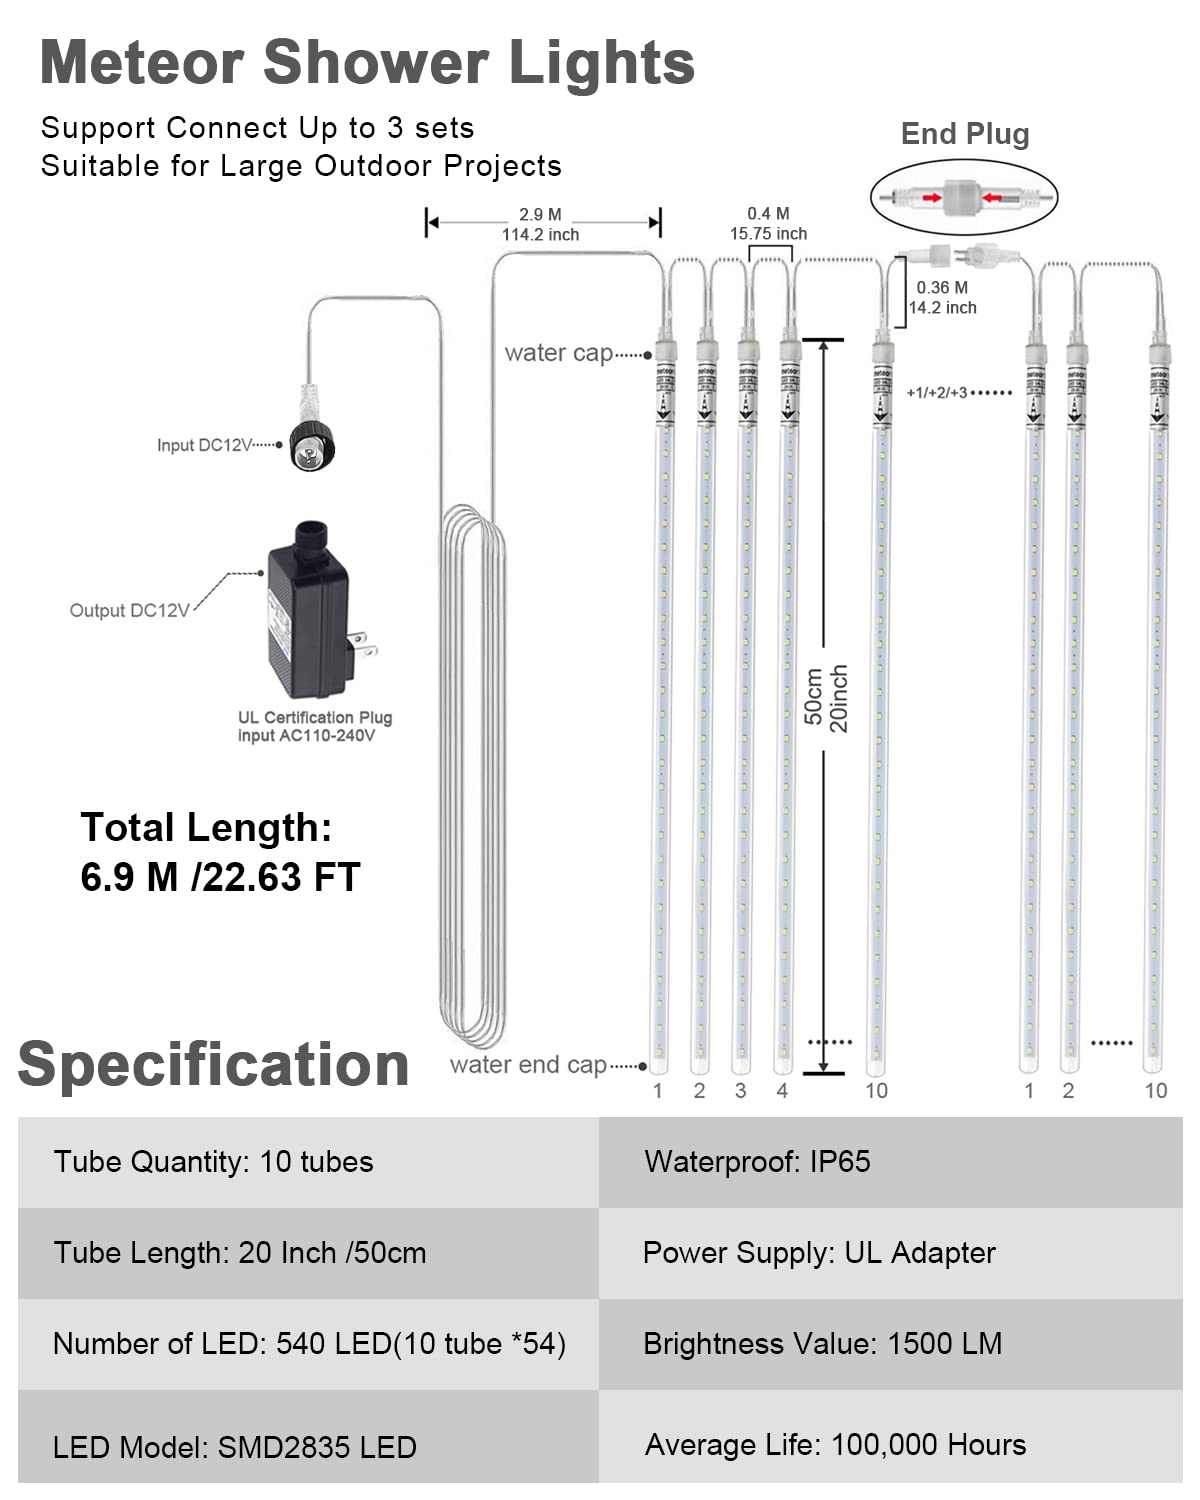 Meteor Shower Lights
Support Connect Up to 3 sets
Suitable for Large Outdoor Projects
End Plug
2.9 M
114.2 inch
0.4 M
15.75 inch
0.36 M
14.2 inch
water cap
+1/+2/+3
Input DC12V
Output DC12V
UL Certification Plug
input AC110-240V
50cm
20inch
Total Length:
6.9 M /22.63 FT
water end cap
1 2 3 4 10 1 2 10
Specification
Tube Quantity: 10 tubes
Waterproof: IP65
Tube Length: 20 Inch /50cm
Power Supply: UL Adapter
Number of LED: 540 LED(10 tube *54)
Brightness Value: 1500 LM
LED Model: SMD2835 LED
Average Life: 100,000 Hours